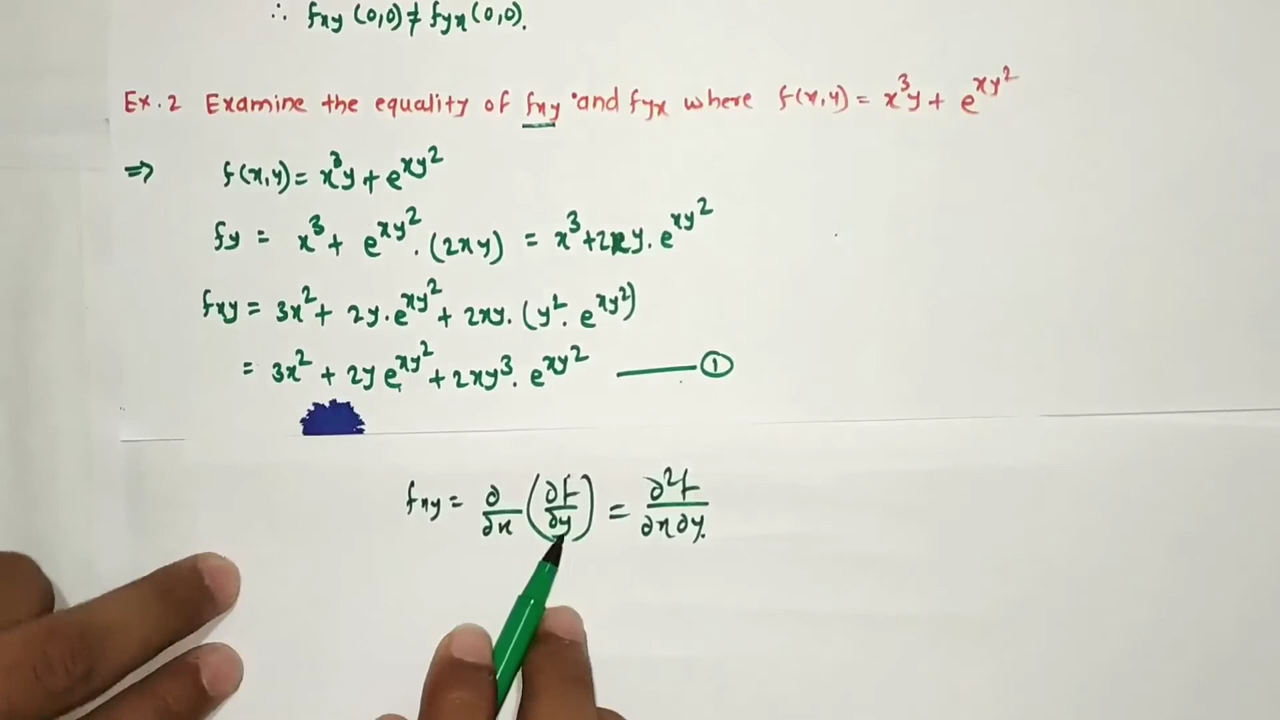 ∴ fxy (0,0) ≠ fyx (0,0).
Ex. 2 Examine the equality of fxy and fyx where f(x,y) = x³y + e^{xy²}
⇒ f(x,y) = x³y + e^{xy²}
fy = x³ + e^{xy²} . (2xy) = x³ + 2xy . e^{xy²}
fxy = 3x² + 2y . e^{xy²} + 2xy . (y² . e^{xy²})
= 3x² + 2y e^{xy²} + 2xy³ . e^{xy²} —— ①
fxy = ∂/∂x (∂f/∂y) = ∂²f/∂x∂y.